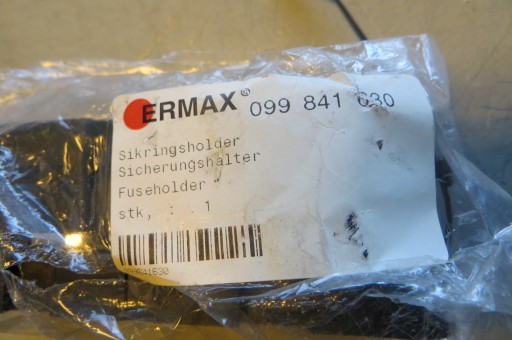 ERMAX® 099 841 630
Sikringsholder
Sicherungshalter
Fuseholder
stk, : 1